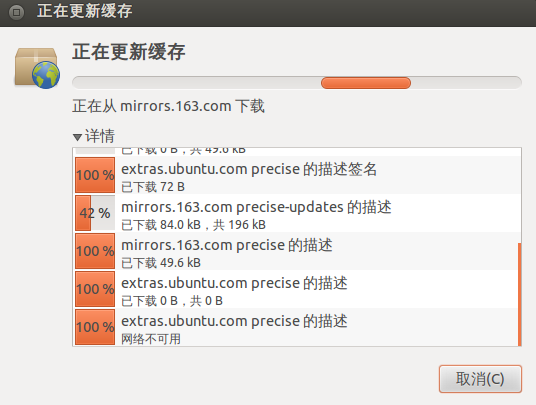 正在更新缓存
正在更新缓存
正在从 mirrors.163.com 下载
详情
已下载 0 B，共 49.6 kB
100 %
extras.ubuntu.com precise 的描述签名
已下载 72 B
42 %
mirrors.163.com precise-updates 的描述
已下载 84.0 kB，共 196 kB
100 %
mirrors.163.com precise 的描述
已下载 49.6 kB
100 %
extras.ubuntu.com precise 的描述
已下载 0 B，共 0 B
100 %
extras.ubuntu.com precise 的描述
网络不可用
取消(C)